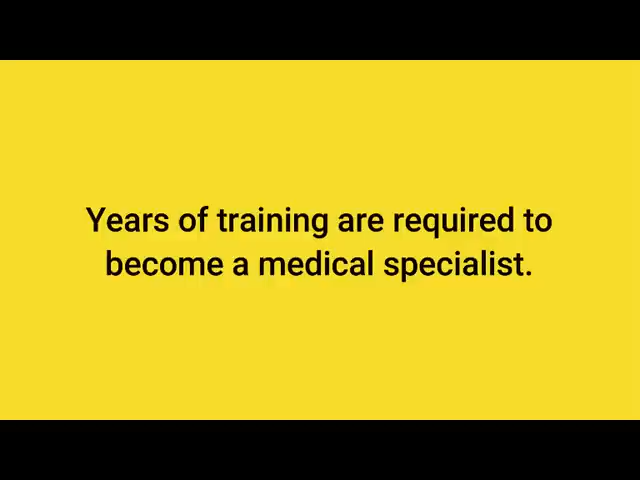 Years of training are required to
become a medical specialist.